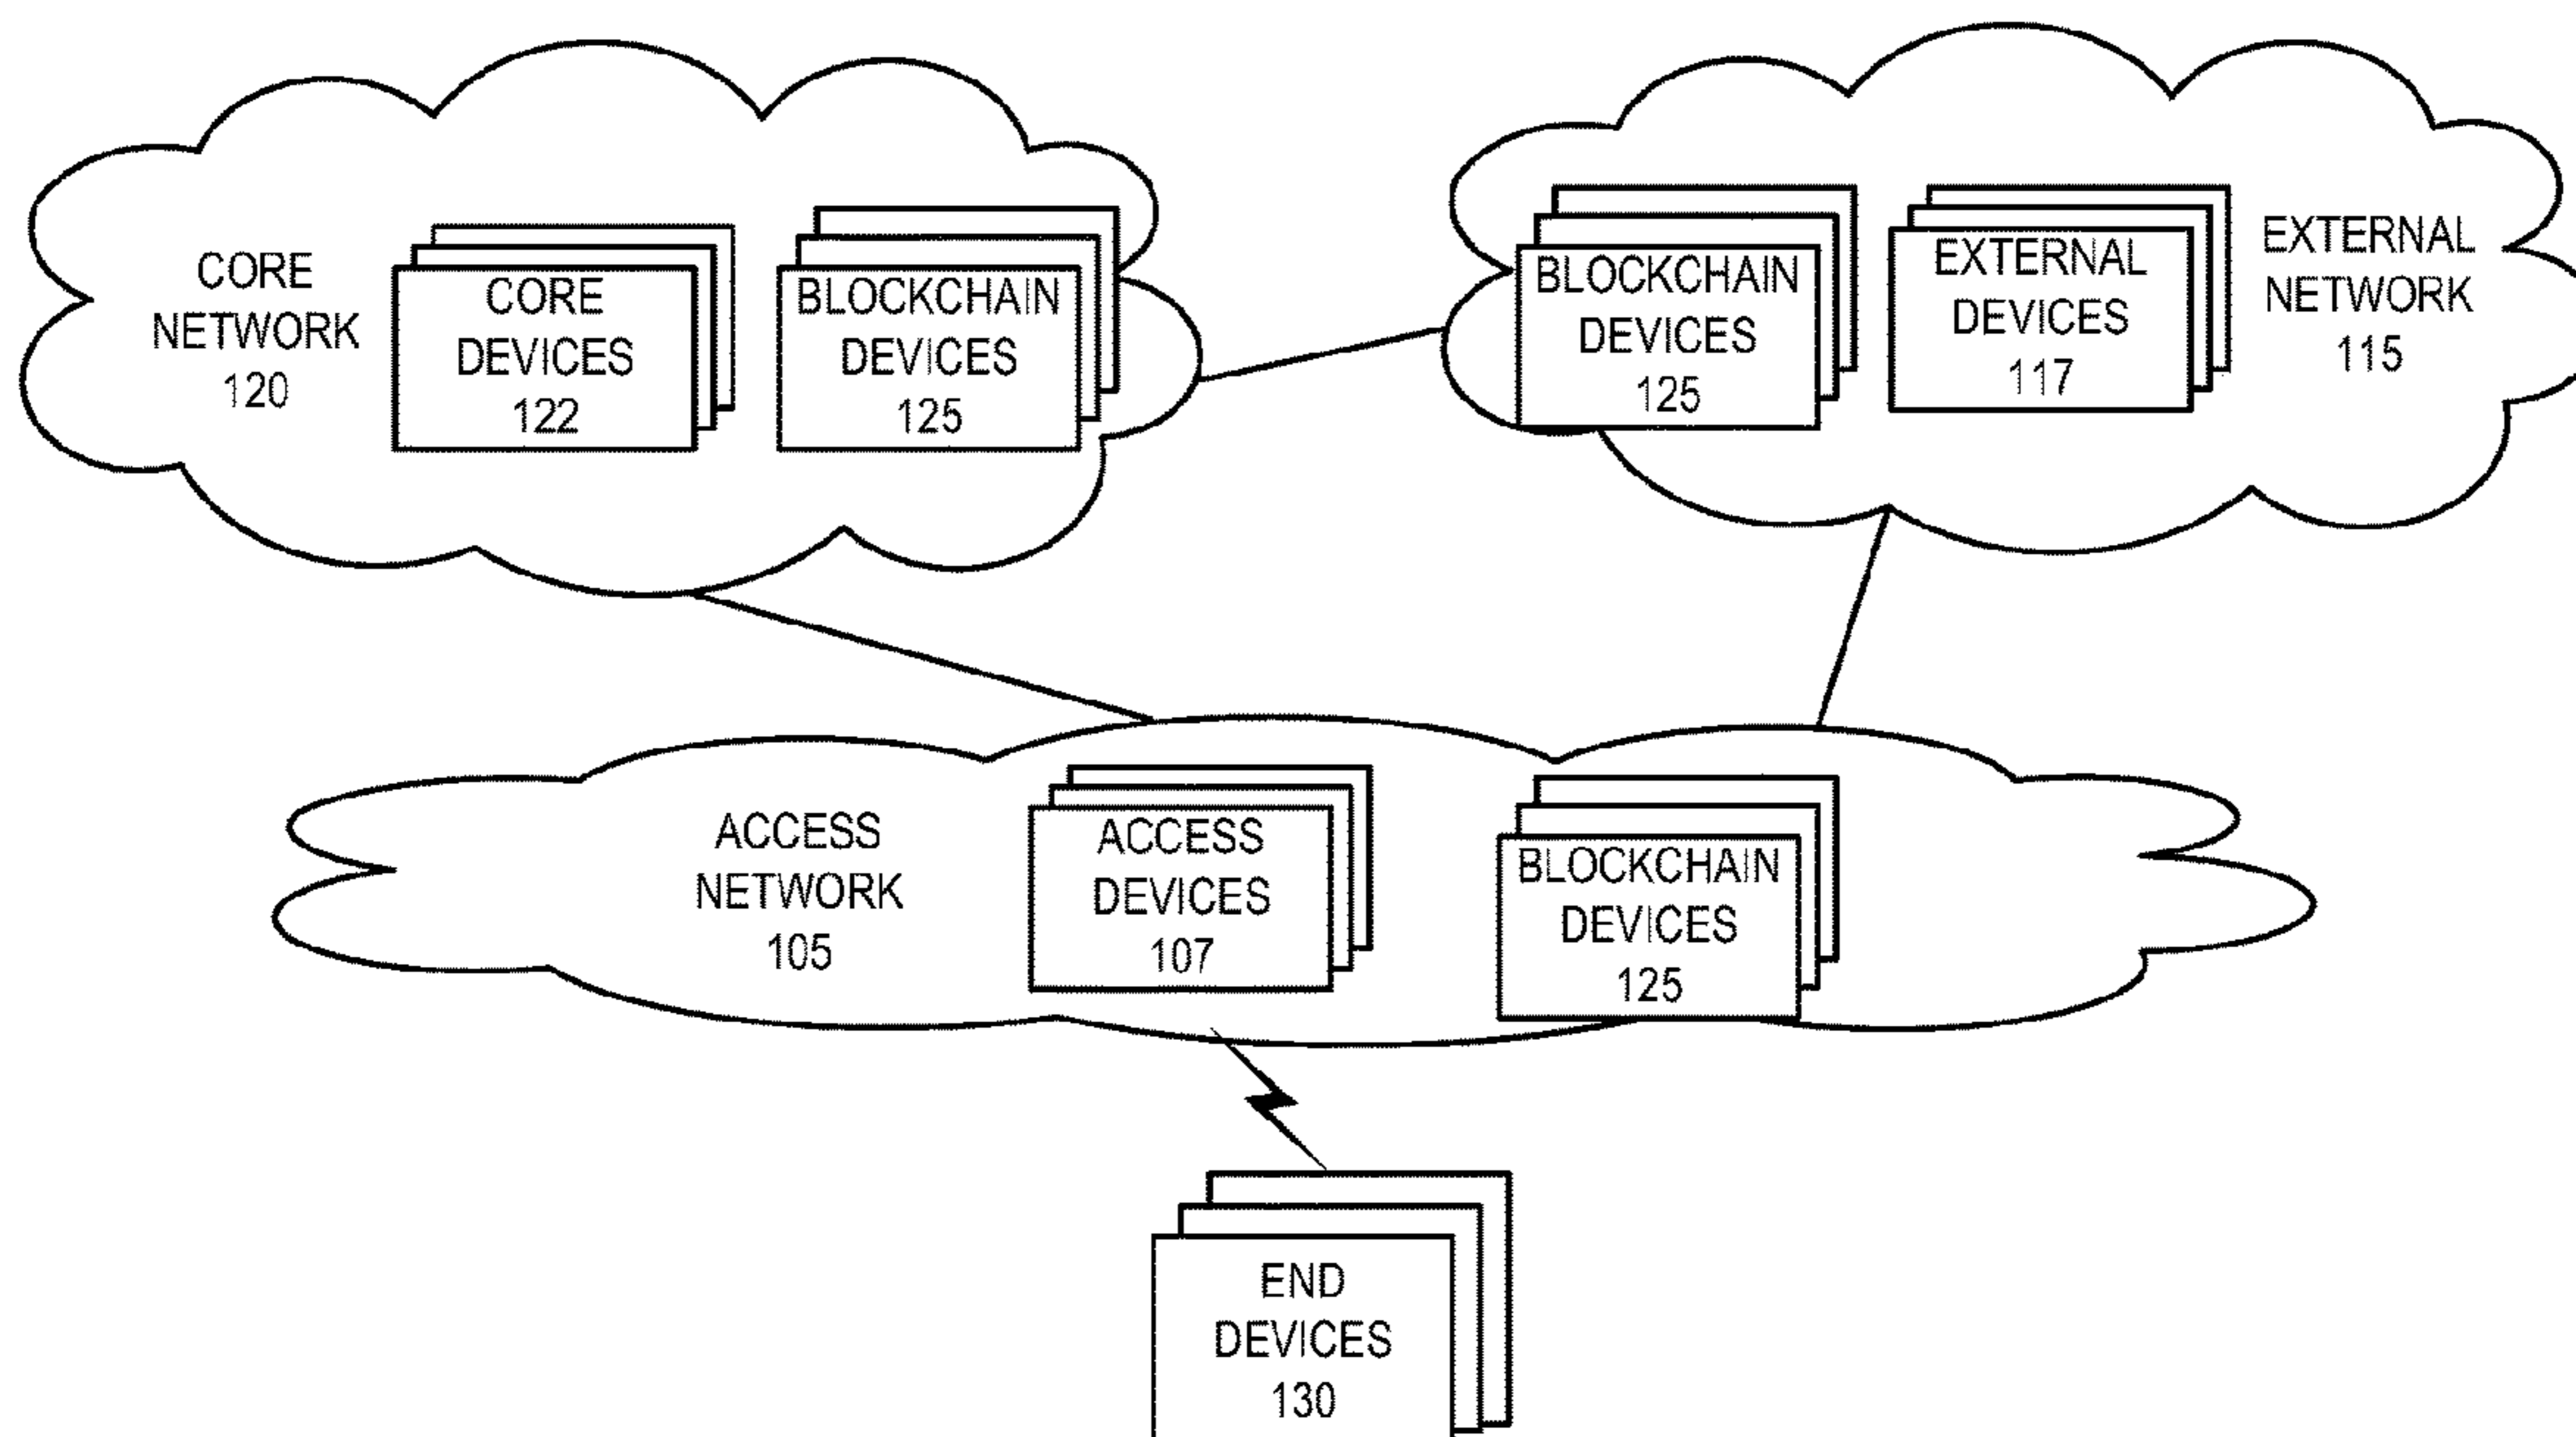 CORE
NETWORK
120
CORE
DEVICES
122
BLOCKCHAIN
DEVICES
125
BLOCKCHAIN
DEVICES
125
EXTERNAL
DEVICES
117
EXTERNAL
NETWORK
115
ACCESS
NETWORK
105
ACCESS
DEVICES
107
BLOCKCHAIN
DEVICES
125
END
DEVICES
130